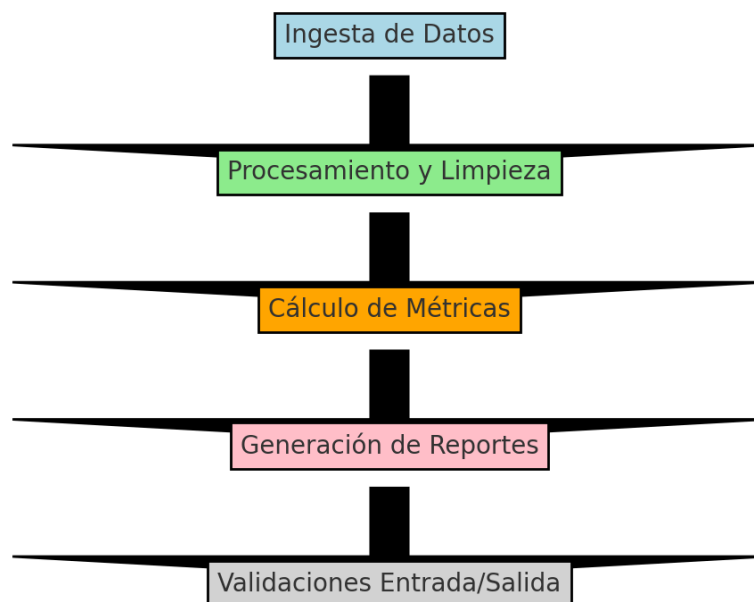 Ingesta de Datos
Procesamiento y Limpieza
Cálculo de Métricas
Generación de Reportes
Validaciones Entrada/Salida